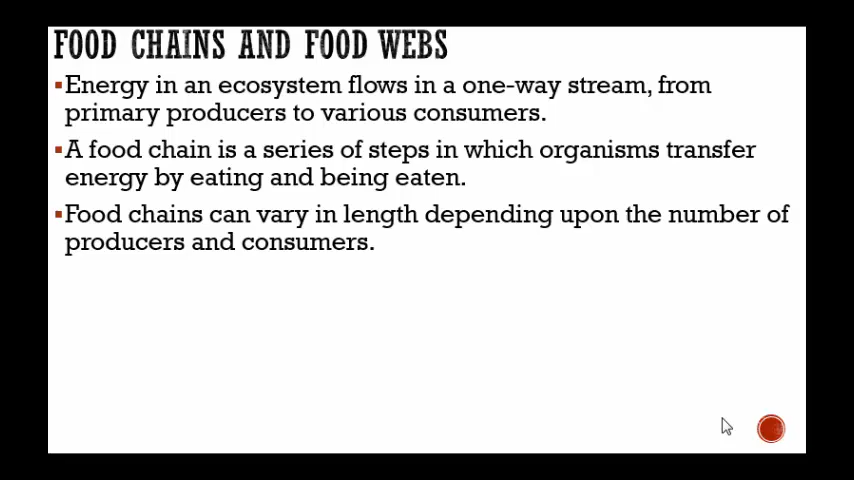 FOOD CHAINS AND FOOD WEBS
▪Energy in an ecosystem flows in a one-way stream, from
primary producers to various consumers.
▪A food chain is a series of steps in which organisms transfer
energy by eating and being eaten.
▪Food chains can vary in length depending upon the number of
producers and consumers.